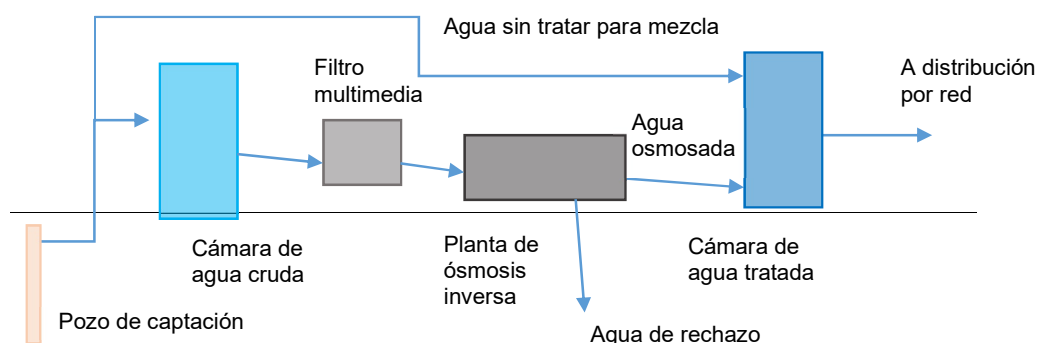 Agua sin tratar para mezcla
Filtro
multimedia
A distribución
por red
Agua
osmosada
Cámara de
agua cruda
Planta de
ósmosis
inversa
Cámara de
agua tratada
Pozo de captación
Agua de rechazo